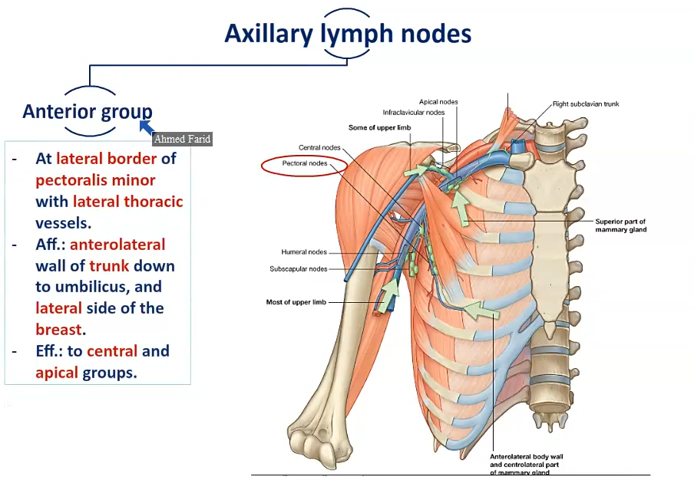 Axillary lymph nodes
Anterior group
Ahmed Farid
- At lateral border of
pectoralis minor
with lateral thoracic
vessels.
- Aff.: anterolateral
wall of trunk down
to umbilicus, and
lateral side of the
breast.
- Eff.: to central and
apical groups.
Apical nodes
Infraclavicular nodes
Some of upper limb
Central nodes
Pectoral nodes
Right subclavian trunk
Superior part of
mammary gland
Humeral nodes
Subscapular nodes
Most of upper limb
Anterolateral body wall
and centrolateral part
of mammary gland